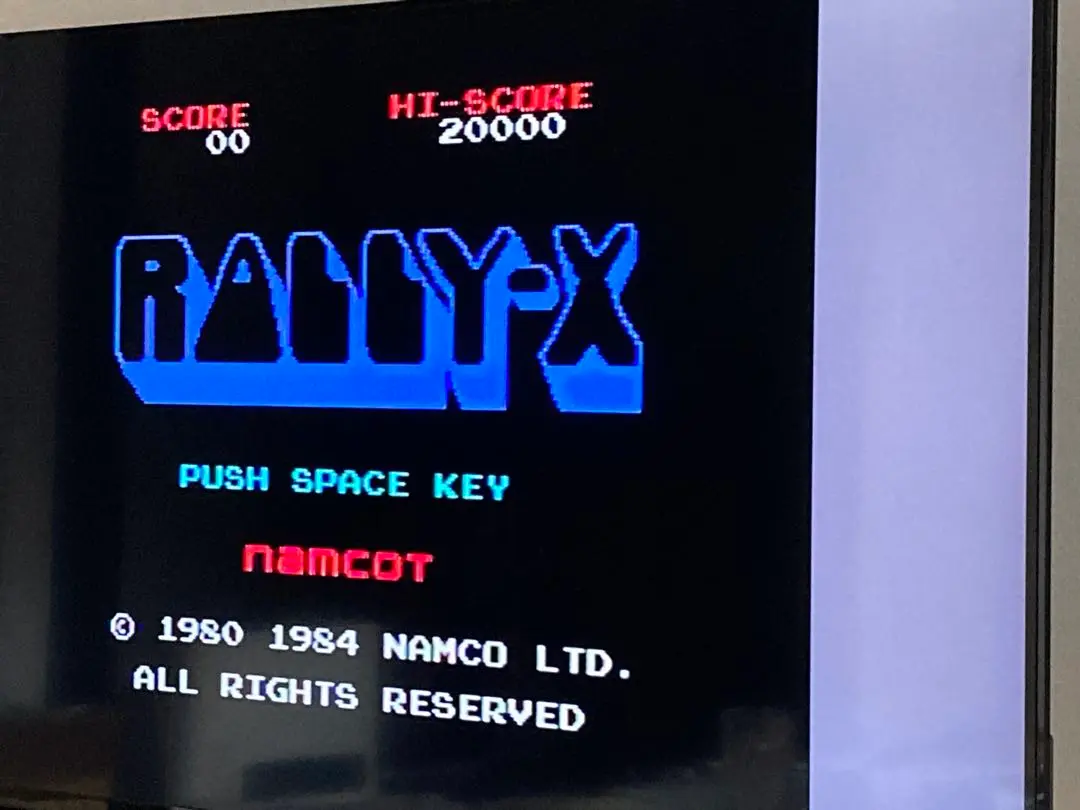 SCORE HI-SCORE
00 20000
RALLY-X
PUSH SPACE KEY
namcot
© 1980 1984 NAMCO LTD.
ALL RIGHTS RESERVED